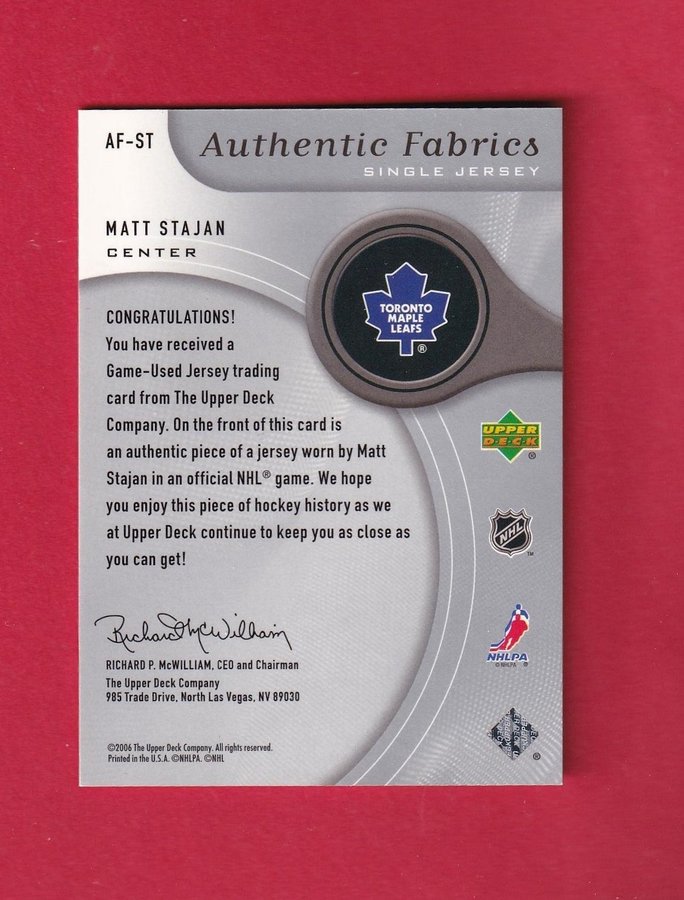 AF-ST
Authentic Fabrics
SINGLE JERSEY
MATT STAJAN
CENTER
TORONTO
MAPLE
LEAFS
®
CONGRATULATIONS!
You have received a
Game-Used Jersey trading
card from The Upper Deck
Company. On the front of this card is
an authentic piece of a jersey worn by Matt
Stajan in an official NHL® game. We hope
you enjoy this piece of hockey history as we
at Upper Deck continue to keep you as close as
you can get!
UPPER
DECK
®
NHL
™
NHLPA
© NHLPA ®
Richard McWilliam
RICHARD P. McWILLIAM, CEO and Chairman
The Upper Deck Company
985 Trade Drive, North Las Vegas, NV 89030
©2006 The Upper Deck Company. All rights reserved.
Printed in the U.S.A. ©NHLPA. ©NHL
®